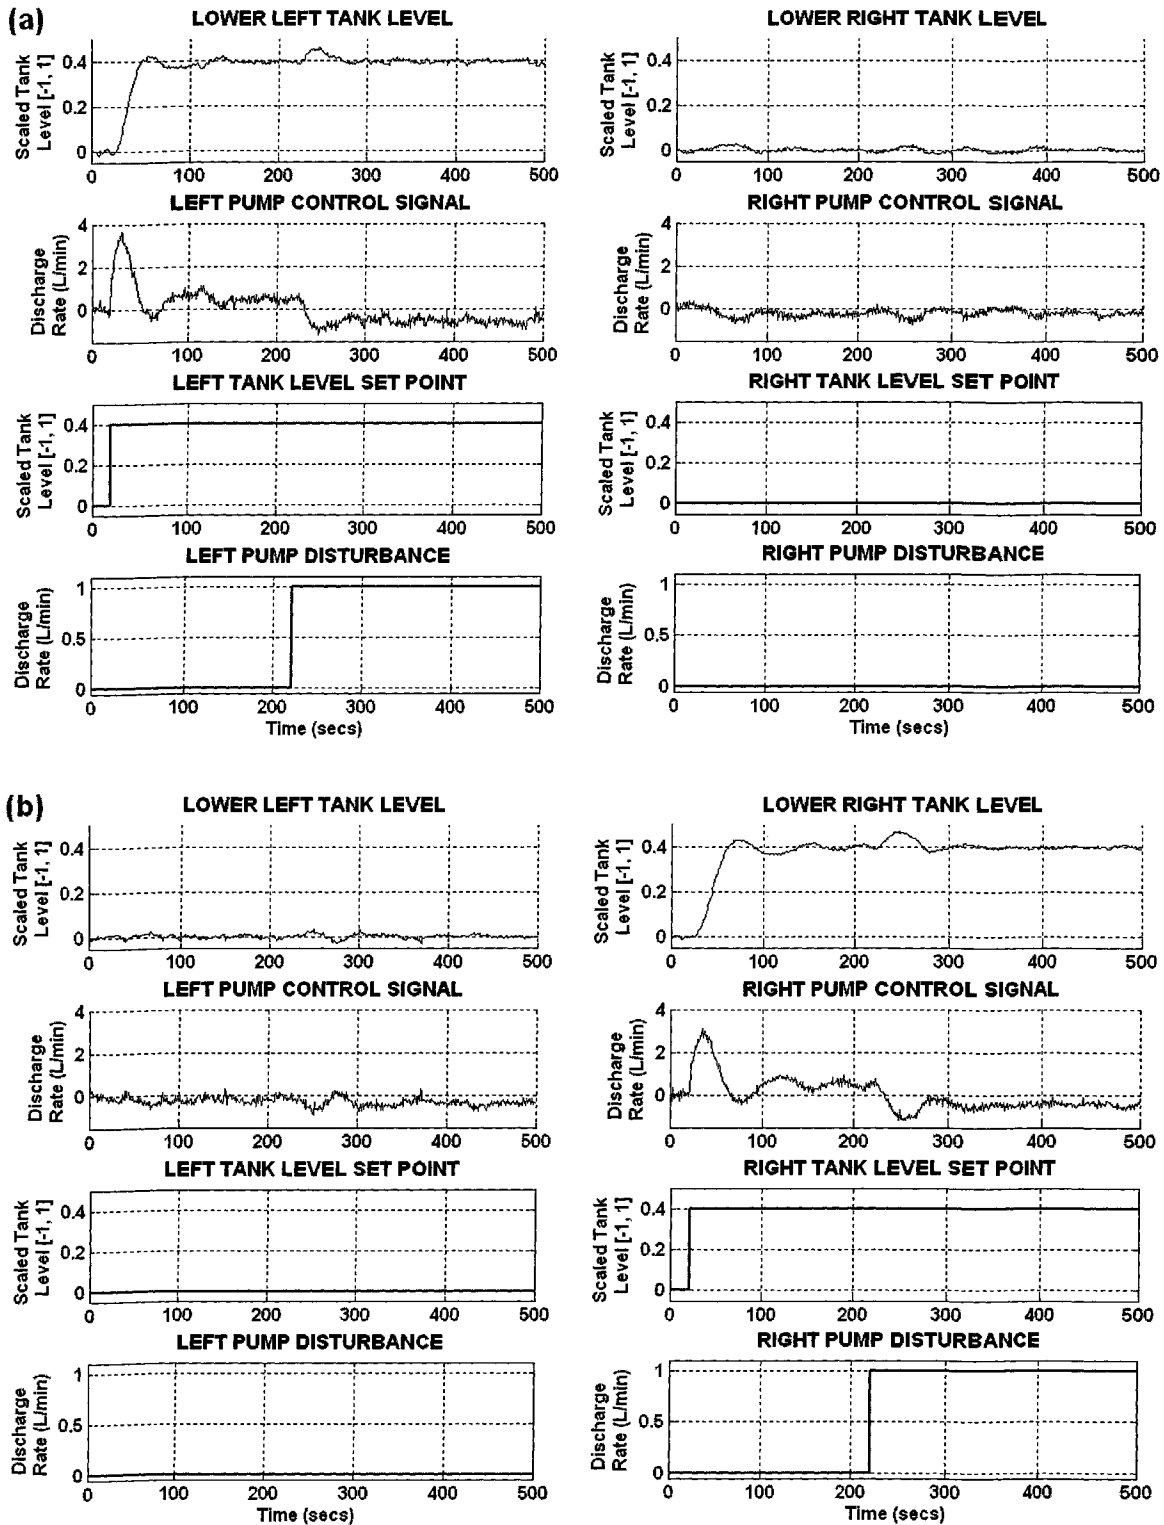 (a)
LOWER LEFT TANK LEVEL
Scaled Tank
Level [-1, 1]
0.4
0.2
0
0 100 200 300 400 500
LOWER RIGHT TANK LEVEL
Scaled Tank
Level [-1, 1]
0.4
0.2
0
0 100 200 300 400 500
LEFT PUMP CONTROL SIGNAL
Discharge
Rate (L/min)
4
2
0
0 100 200 300 400 500
RIGHT PUMP CONTROL SIGNAL
Discharge
Rate (L/min)
4
2
0
0 100 200 300 400 500
LEFT TANK LEVEL SET POINT
Scaled Tank
Level [-1, 1]
0.4
0.2
0
0 100 200 300 400 500
RIGHT TANK LEVEL SET POINT
Scaled Tank
Level [-1, 1]
0.4
0.2
0
0 100 200 300 400 500
LEFT PUMP DISTURBANCE
Discharge
Rate (L/min)
1
0.5
0
0 100 200 300 400 500
Time (secs)
RIGHT PUMP DISTURBANCE
Discharge
Rate (L/min)
1
0.5
0
0 100 200 300 400 500
Time (secs)
(b)
LOWER LEFT TANK LEVEL
Scaled Tank
Level [-1, 1]
0.4
0.2
0
0 100 200 300 400 500
LOWER RIGHT TANK LEVEL
Scaled Tank
Level [-1, 1]
0.4
0.2
0
0 100 200 300 400 500
LEFT PUMP CONTROL SIGNAL
Discharge
Rate (L/min)
4
2
0
0 100 200 300 400 500
RIGHT PUMP CONTROL SIGNAL
Discharge
Rate (L/min)
4
2
0
0 100 200 300 400 500
LEFT TANK LEVEL SET POINT
Scaled Tank
Level [-1, 1]
0.4
0.2
0
0 100 200 300 400 500
RIGHT TANK LEVEL SET POINT
Scaled Tank
Level [-1, 1]
0.4
0.2
0
0 100 200 300 400 500
LEFT PUMP DISTURBANCE
Discharge
Rate (L/min)
1
0.5
0
0 100 200 300 400 500
Time (secs)
RIGHT PUMP DISTURBANCE
Discharge
Rate (L/min)
1
0.5
0
0 100 200 300 400 500
Time (secs)